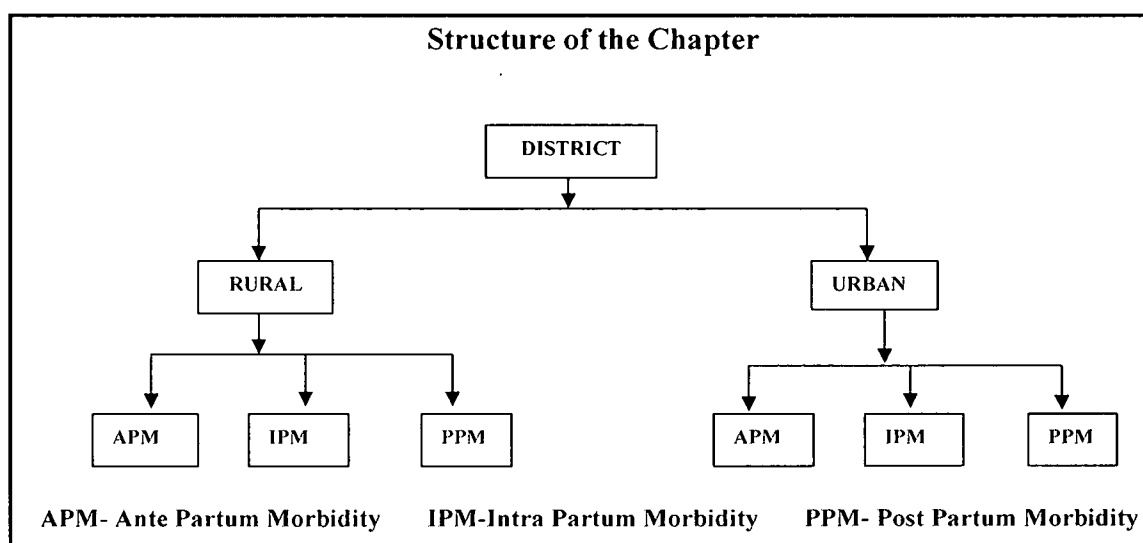 Structure of the Chapter
DISTRICT
RURAL URBAN
APM IPM PPM APM IPM PPM
APM- Ante Partum Morbidity IPM-Intra Partum Morbidity PPM- Post Partum Morbidity